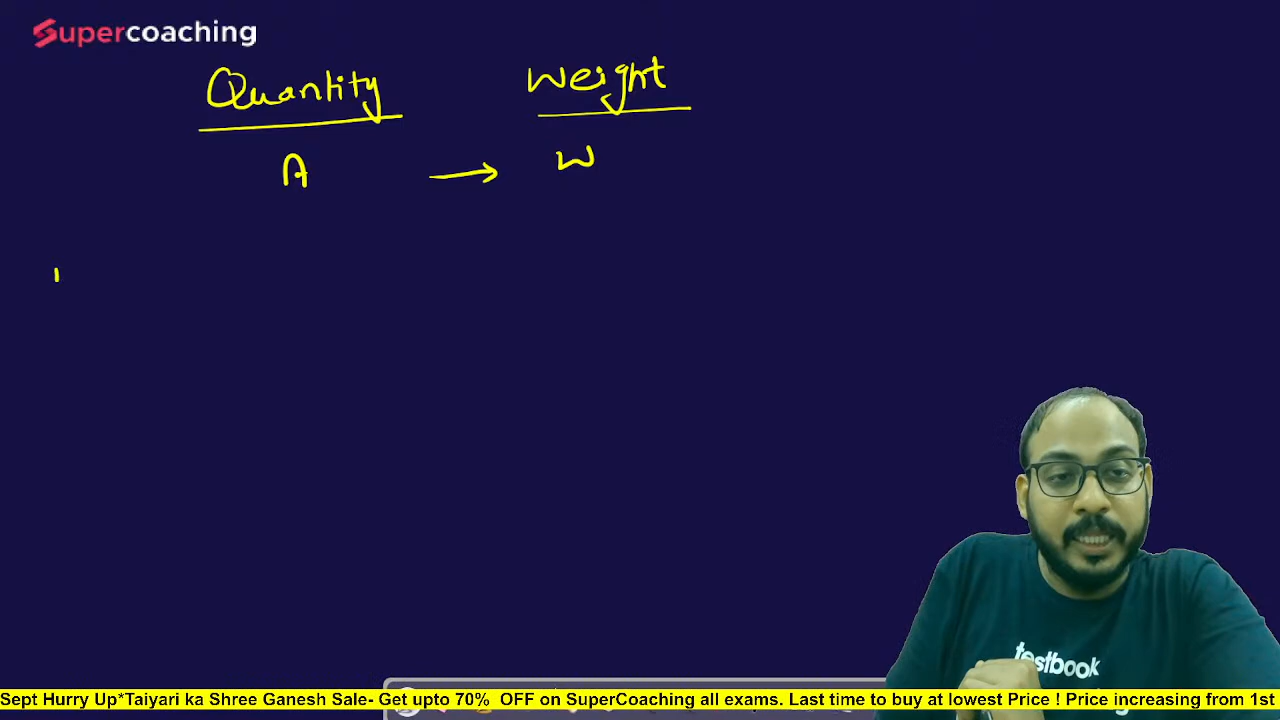 Supercoaching
Quantity Weight
A → W
testbook
Sept Hurry Up*Taiyari ka Shree Ganesh Sale- Get upto 70% OFF on SuperCoaching all exams. Last time to buy at lowest Price ! Price increasing from 1st